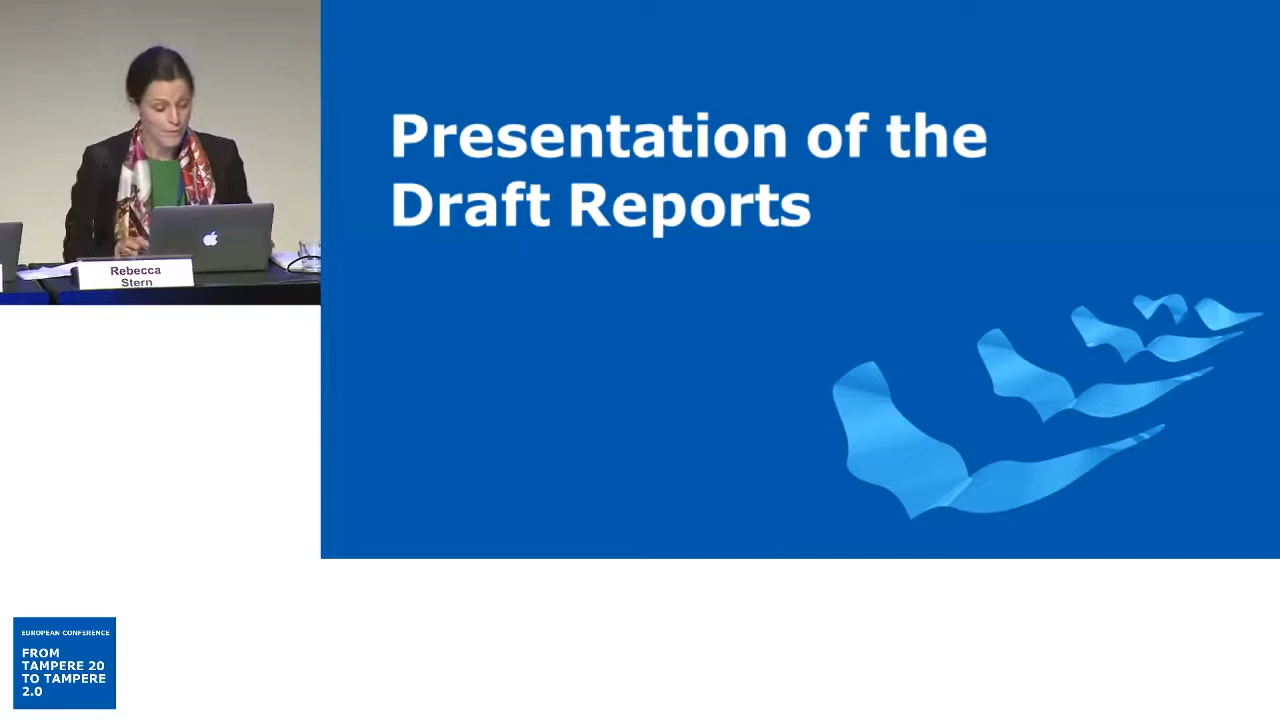 Presentation of the
Draft Reports
Rebecca
Stern
EUROPEAN CONFERENCE
FROM
TAMPERE 20
TO TAMPERE
2.0